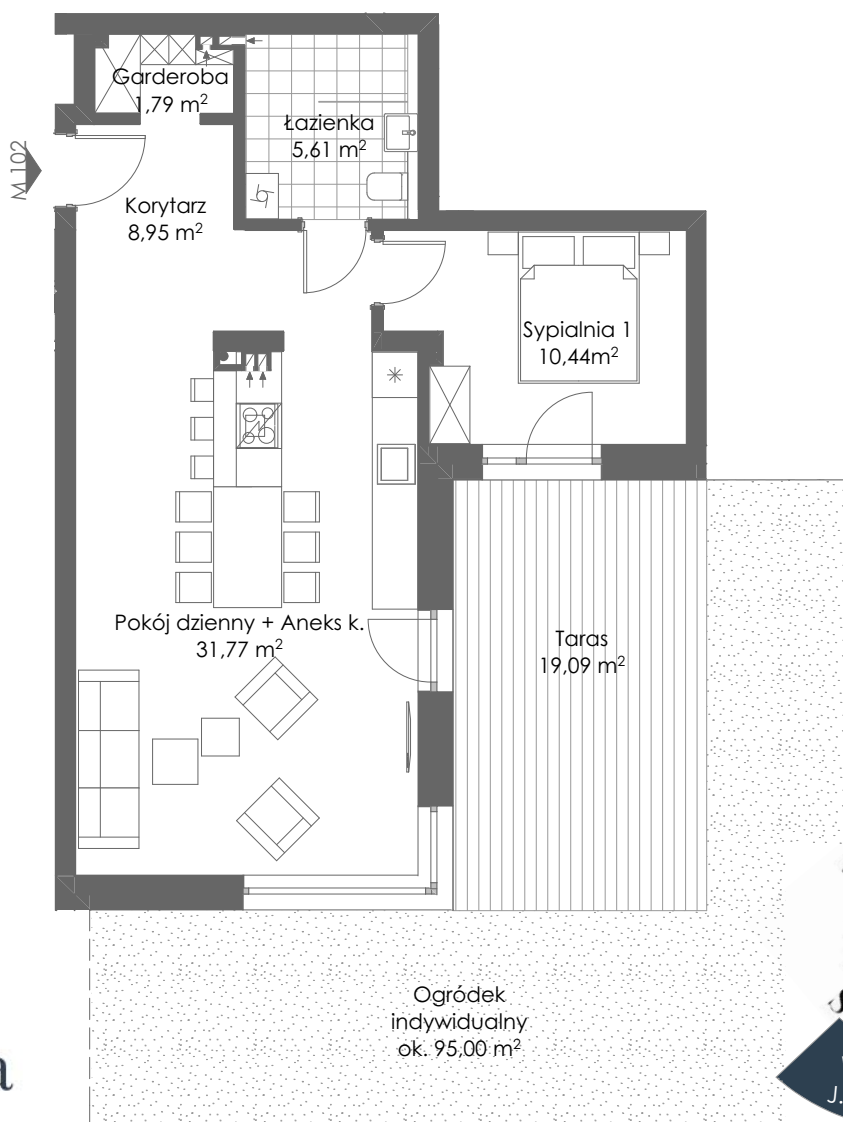 Garderoba
1,79 m²
Łazienka
5,61 m²
M 102
Korytarz
8,95 m²
Sypialnia 1
10,44m²
Pokój dzienny + Aneks k.
31,77 m²
Taras
19,09 m²
Ogródek
indywidualny
ok. 95,00 m²
a
J.